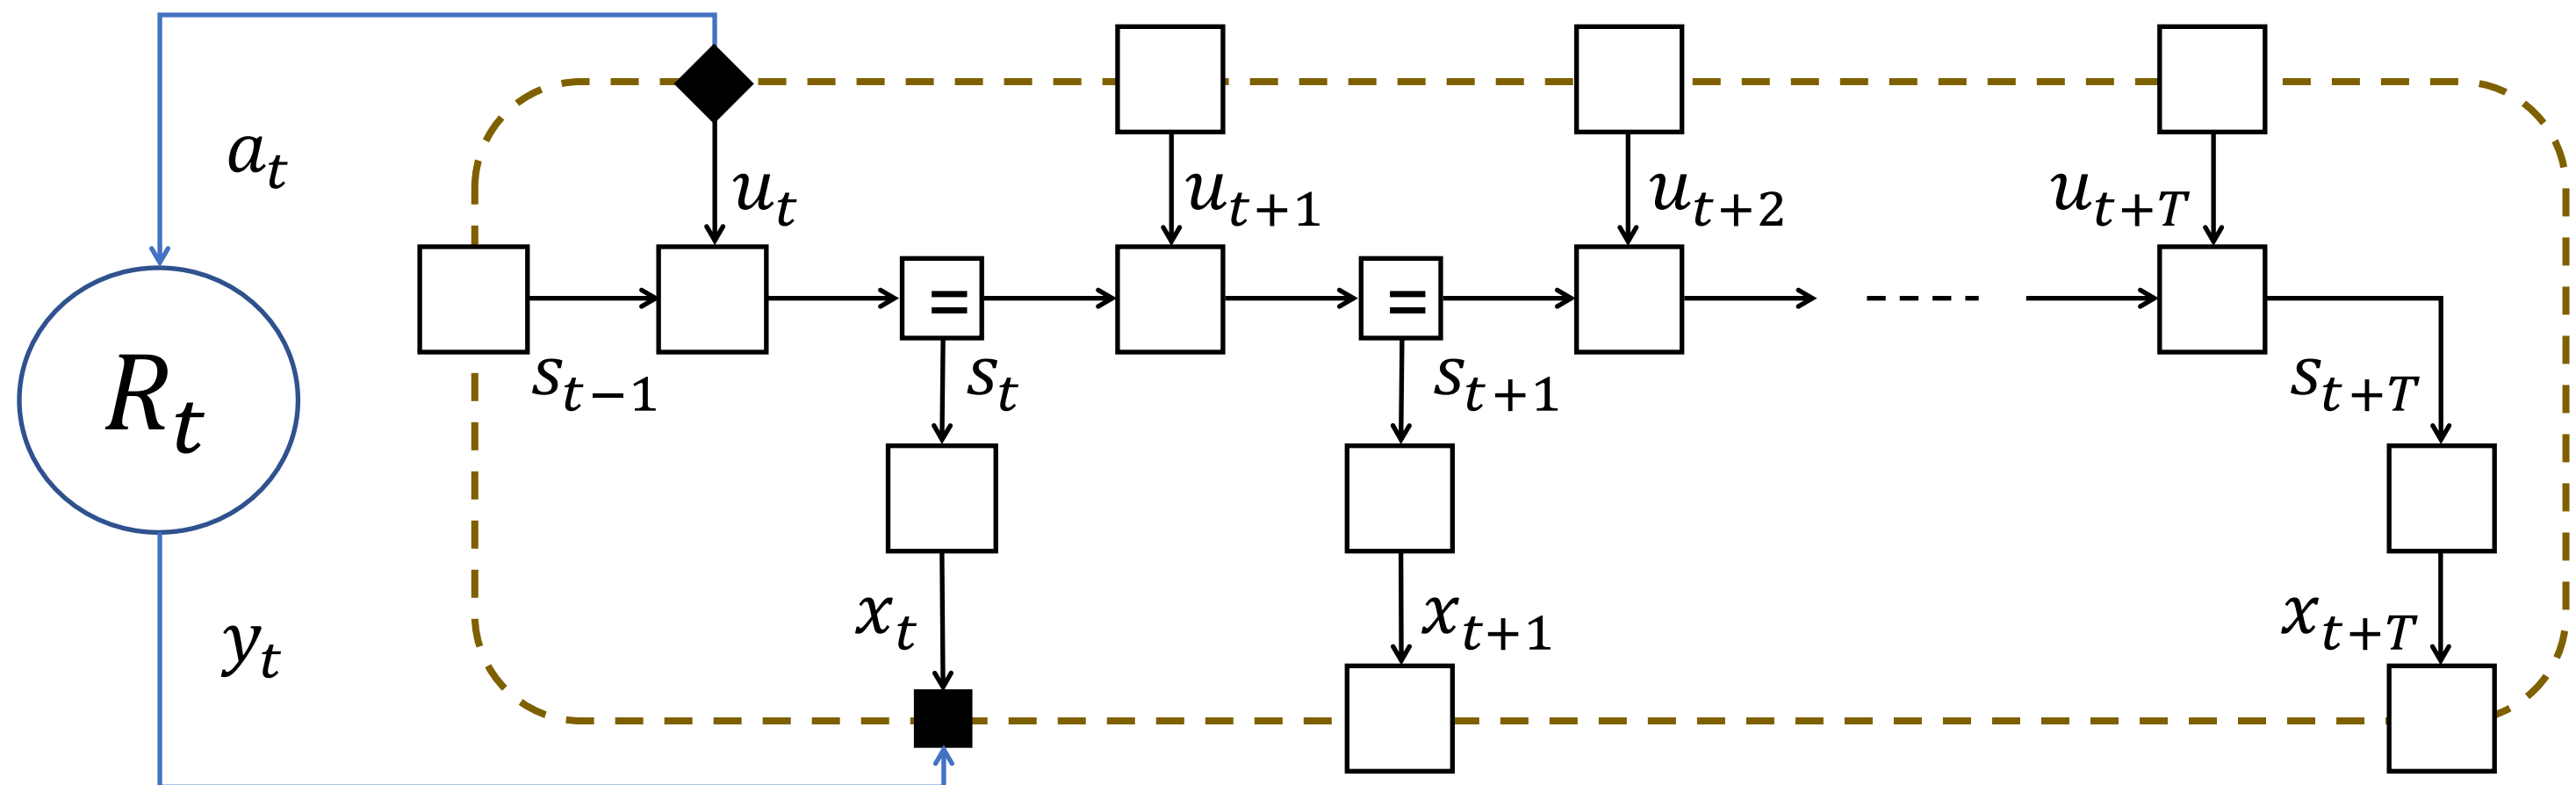 a_t
u_t
u_{t+1}
u_{t+2}
u_{t+T}
=
=
R_t
s_{t-1}
s_t
s_{t+1}
s_{t+T}
y_t
x_t
x_{t+1}
x_{t+T}